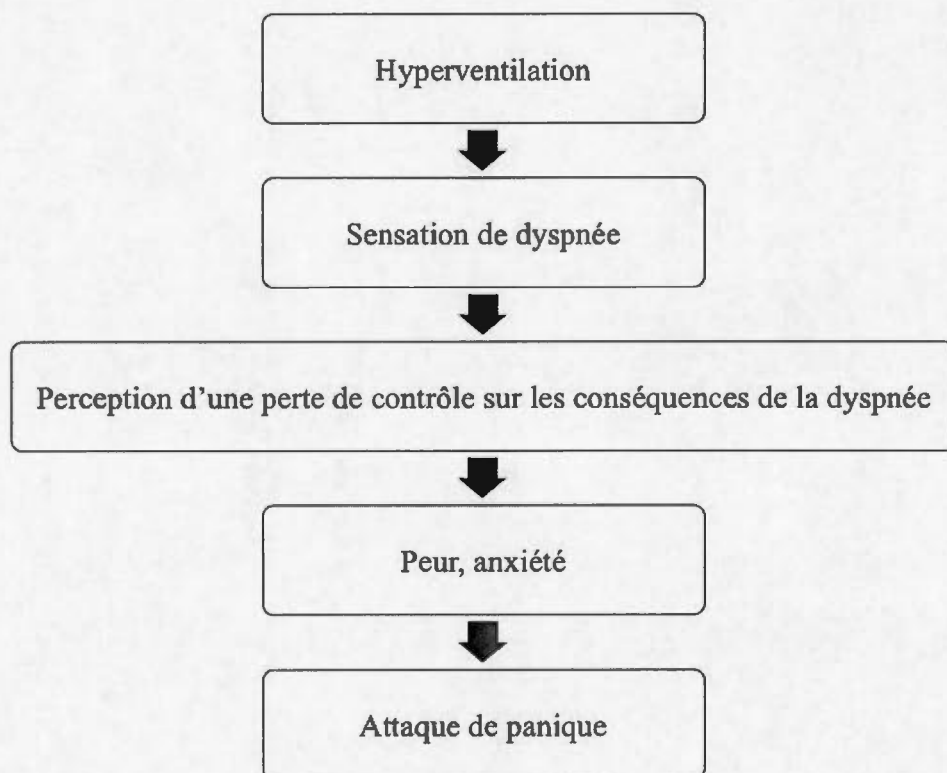 Hyperventilation
Sensation de dyspnée
Perception d'une perte de contrôle sur les conséquences de la dyspnée
Peur, anxiété
Attaque de panique